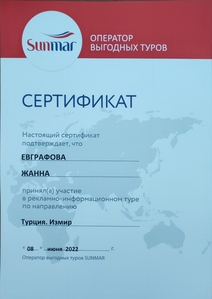 Sunmar
ОПЕРАТОР
ВЫГОДНЫХ ТУРОВ
СЕРТИФИКАТ
Настоящий сертификат
подтверждает, что
ЕВГРАФОВА
ЖАННА
принял(а) участие
в рекламно-информационном туре
по направлению
Турция. Измир
" 08 " июня 2022 г.
Оператор выгодных туров SUNMAR